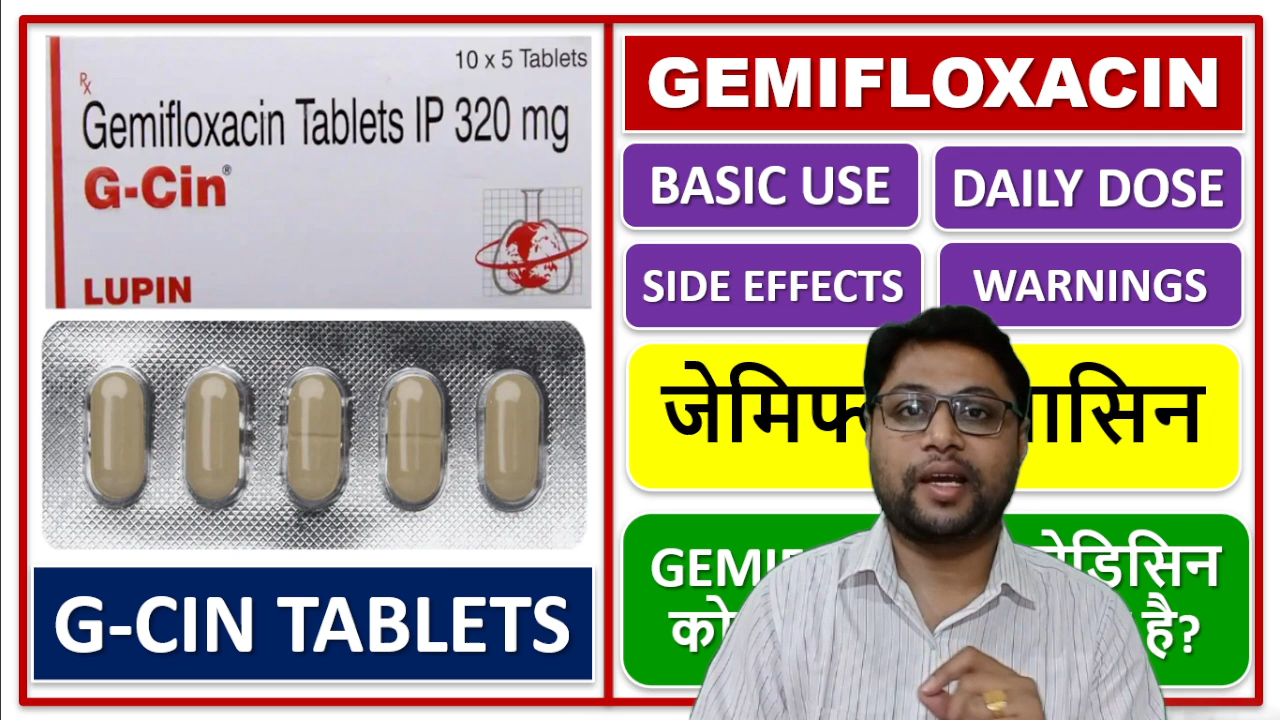 10 x 5 Tablets
Rx
Gemifloxacin Tablets IP 320 mg
G-Cin®
LUPIN
G-CIN TABLETS
GEMIFLOXACIN
BASIC USE
DAILY DOSE
SIDE EFFECTS
WARNINGS
है?